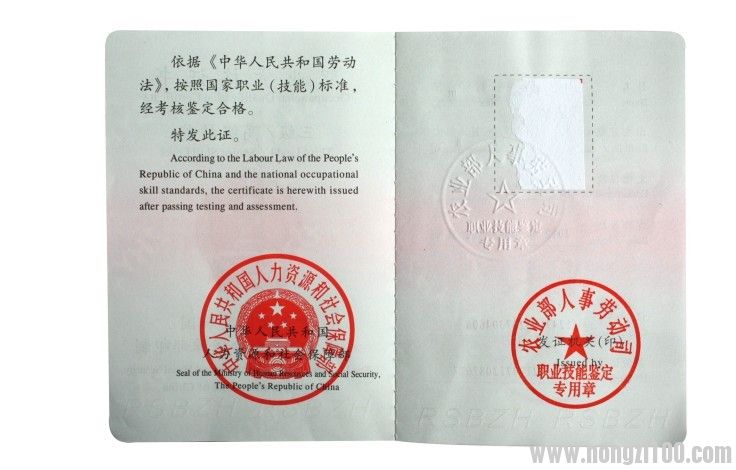 依据《中华人民共和国劳动
法》，按照国家职业（技能）标准，
经考核鉴定合格。
特发此证。
According to the Labour Law of the People's
Republic of China and the national occupational
skill standards, the certificate is herewith issued
after passing testing and assessment.
中华人民共和国人力资源和社会保障部
中华人民共和国
人力资源和社会保障部
Seal of the Ministry of Human Resources and Social Security,
The People's Republic of China
农业部人事劳动司
职业技能鉴定
专用章
农业部人事劳动司
发证机关(印)
Issued by
职业技能鉴定
专用章
RSBZH RSBZH
www.hongzi100.com